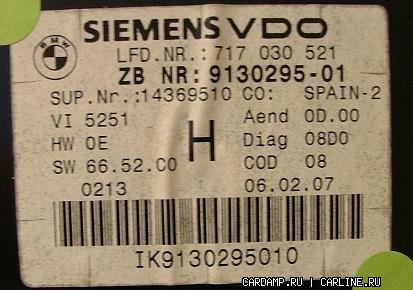 BMW
SIEMENS VDO
LFD.NR.: 717 030 521
ZB NR: 9130295-01
SUP.Nr.:14369510 CO: SPAIN-2
VI 5251 Aend 0D.00
HW 0E H Diag 08D0
SW 66.52.C0 COD 08
0213 06.02.07
IK9130295010
CARDAMP.RU / CARLINE.RU